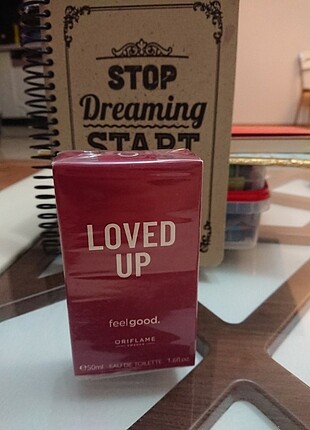 STOP
Dreaming
START
LOVED
UP
feelgood.
ORIFLAME
SWEDEN
℮50ml EAU DE TOILETTE 1.6fl.oz